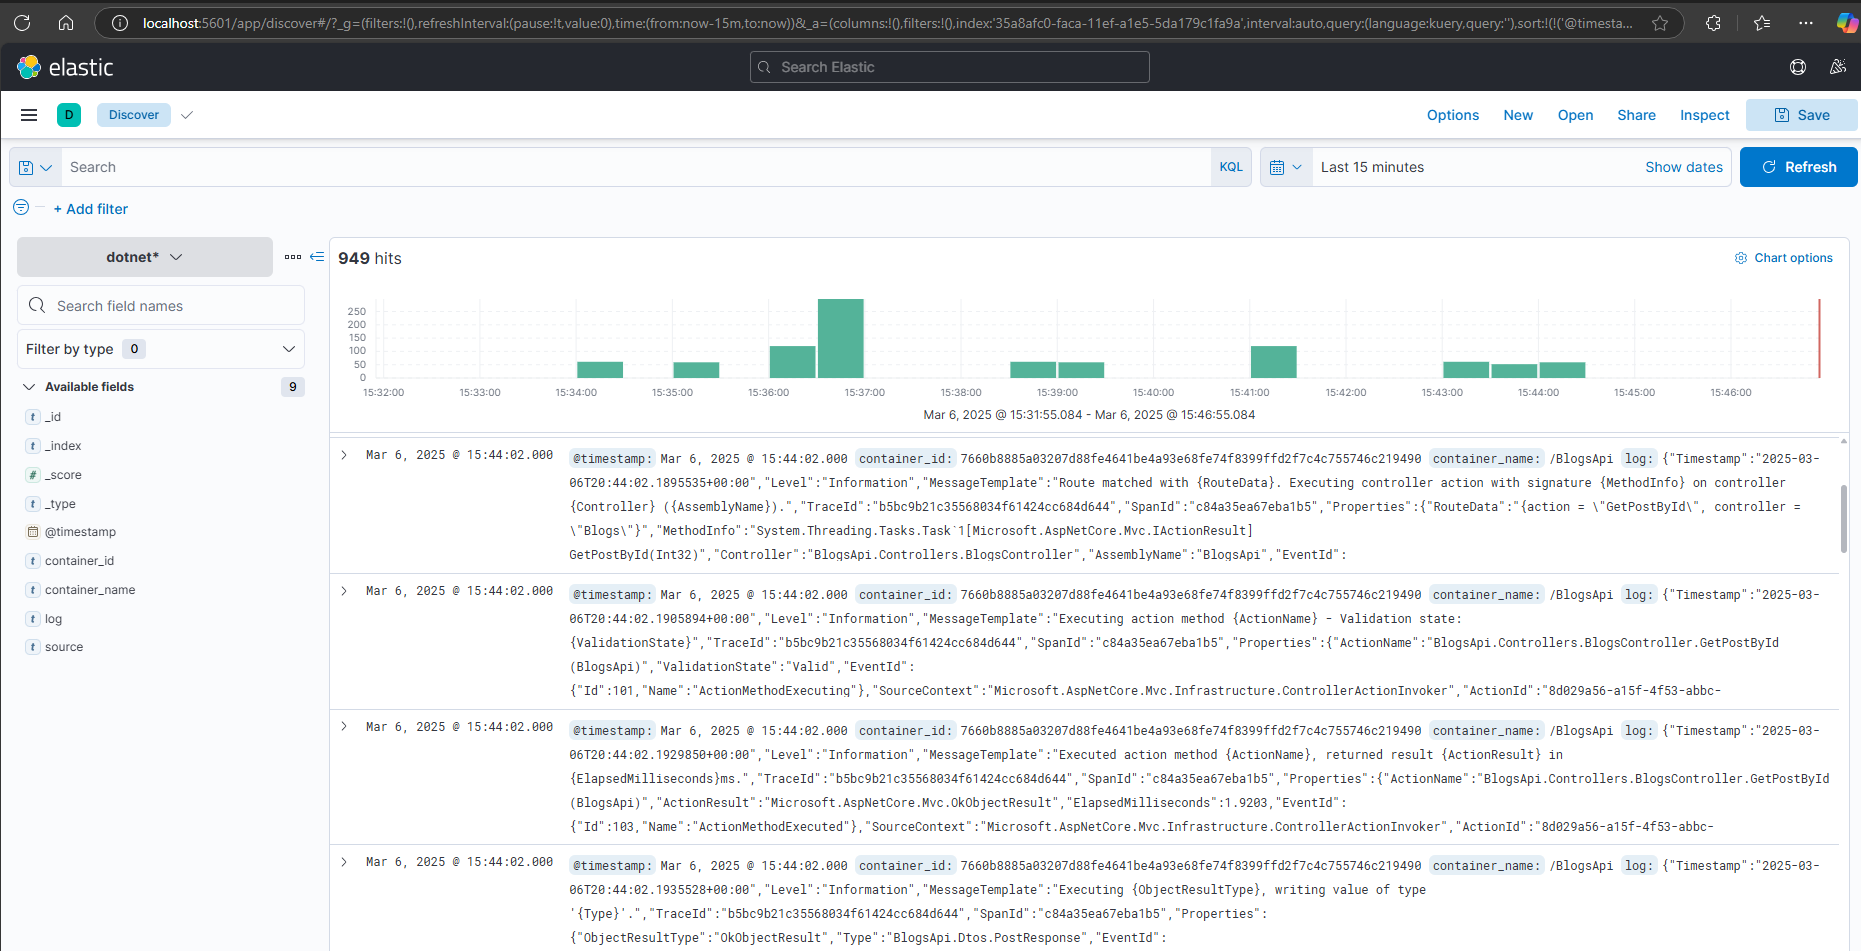 localhost:5601/app/discover#/?_g=(filters:!(),refreshInterval:(pause:!t,value:0),time:(from:now-15m,to:now))&_a=(columns:!(),filters:!(),index:'35a8afc0-faca-11ef-a1e5-5da179c1fa9a',interval:auto,query:(language:kuery,query:''),sort:!(!('@timesta...
elastic
Search Elastic
D Discover
Options New Open Share Inspect Save
Search KQL Last 15 minutes Show dates Refresh
+ Add filter
dotnet*
949 hits
Chart options
Search field names
Filter by type 0
Available fields 9
_id
_index
_score
_type
@timestamp
container_id
container_name
log
source
250
200
150
100
50
0
15:32:00 15:33:00 15:34:00 15:35:00 15:36:00 15:37:00 15:38:00 15:39:00 15:40:00 15:41:00 15:42:00 15:43:00 15:44:00 15:45:00 15:46:00
Mar 6, 2025 @ 15:31:55.084 - Mar 6, 2025 @ 15:46:55.084
Mar 6, 2025 @ 15:44:02.000 @timestamp: Mar 6, 2025 @ 15:44:02.000 container_id: 7660b8885a03207d88fe4641be4a93e68fe74f8399ffd2f7c4c755746c219490 container_name: /BlogsApi log: {"Timestamp":"2025-03-
06T20:44:02.1895535+00:00","Level":"Information","MessageTemplate":"Route matched with {RouteData}. Executing controller action with signature {MethodInfo} on controller
{Controller} ({AssemblyName}).","TraceId":"b5bc9b21c35568034f61424cc684d644","SpanId":"c84a35ea67eba1b5","Properties":{"RouteData":"{action = \"GetPostById\", controller =
\"Blogs\"}","MethodInfo":"System.Threading.Tasks.Task`1[Microsoft.AspNetCore.Mvc.IActionResult]
GetPostById(Int32)","Controller":"BlogsApi.Controllers.BlogsController","AssemblyName":"BlogsApi","EventId":
Mar 6, 2025 @ 15:44:02.000 @timestamp: Mar 6, 2025 @ 15:44:02.000 container_id: 7660b8885a03207d88fe4641be4a93e68fe74f8399ffd2f7c4c755746c219490 container_name: /BlogsApi log: {"Timestamp":"2025-03-
06T20:44:02.1905894+00:00","Level":"Information","MessageTemplate":"Executing action method {ActionName} - Validation state:
{ValidationState}","TraceId":"b5bc9b21c35568034f61424cc684d644","SpanId":"c84a35ea67eba1b5","Properties":{"ActionName":"BlogsApi.Controllers.BlogsController.GetPostById
(BlogsApi)","ValidationState":"Valid","EventId":
{"Id":101,"Name":"ActionMethodExecuting"},"SourceContext":"Microsoft.AspNetCore.Mvc.Infrastructure.ControllerActionInvoker","ActionId":"8d029a56-a15f-4f53-abbc-
Mar 6, 2025 @ 15:44:02.000 @timestamp: Mar 6, 2025 @ 15:44:02.000 container_id: 7660b8885a03207d88fe4641be4a93e68fe74f8399ffd2f7c4c755746c219490 container_name: /BlogsApi log: {"Timestamp":"2025-03-
06T20:44:02.1929850+00:00","Level":"Information","MessageTemplate":"Executed action method {ActionName}, returned result {ActionResult} in
{ElapsedMilliseconds}ms.","TraceId":"b5bc9b21c35568034f61424cc684d644","SpanId":"c84a35ea67eba1b5","Properties":{"ActionName":"BlogsApi.Controllers.BlogsController.GetPostById
(BlogsApi)","ActionResult":"Microsoft.AspNetCore.Mvc.OkObjectResult","ElapsedMilliseconds":1.9203,"EventId":
{"Id":103,"Name":"ActionMethodExecuted"},"SourceContext":"Microsoft.AspNetCore.Mvc.Infrastructure.ControllerActionInvoker","ActionId":"8d029a56-a15f-4f53-abbc-
Mar 6, 2025 @ 15:44:02.000 @timestamp: Mar 6, 2025 @ 15:44:02.000 container_id: 7660b8885a03207d88fe4641be4a93e68fe74f8399ffd2f7c4c755746c219490 container_name: /BlogsApi log: {"Timestamp":"2025-03-
06T20:44:02.1935528+00:00","Level":"Information","MessageTemplate":"Executing {ObjectResultType}, writing value of type
'{Type}'.","TraceId":"b5bc9b21c35568034f61424cc684d644","SpanId":"c84a35ea67eba1b5","Properties":
{"ObjectResultType":"OkObjectResult","Type":"BlogsApi.Dtos.PostResponse","EventId":